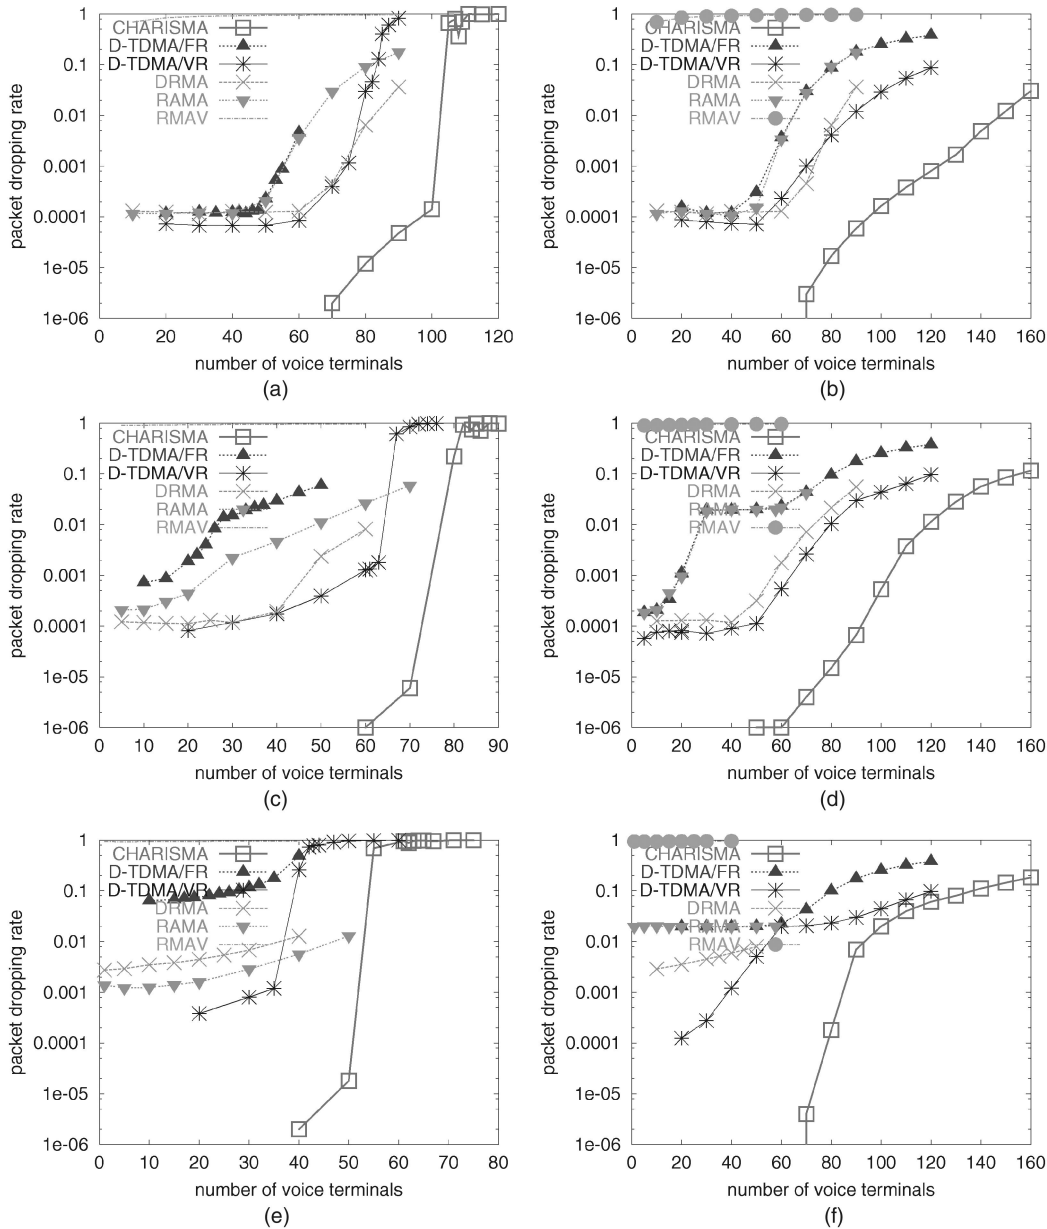 1
0.1
0.01
0.001
0.0001
1e-05
1e-06
packet dropping rate
CHARISMA
D-TDMA/FR
D-TDMA/VR
DRMA
RAMA
RMAV
0 20 40 60 80 100 120
number of voice terminals
(a)
1
0.1
0.01
0.001
0.0001
1e-05
1e-06
packet dropping rate
CHARISMA
D-TDMA/FR
D-TDMA/VR
DRMA
RAMA
RMAV
0 20 40 60 80 100 120 140 160
number of voice terminals
(b)
1
0.1
0.01
0.001
0.0001
1e-05
1e-06
packet dropping rate
CHARISMA
D-TDMA/FR
D-TDMA/VR
DRMA
RAMA
RMAV
0 10 20 30 40 50 60 70 80 90
number of voice terminals
(c)
1
0.1
0.01
0.001
0.0001
1e-05
1e-06
packet dropping rate
CHARISMA
D-TDMA/FR
D-TDMA/VR
DRMA
RAMA
RMAV
0 20 40 60 80 100 120 140 160
number of voice terminals
(d)
1
0.1
0.01
0.001
0.0001
1e-05
1e-06
packet dropping rate
CHARISMA
D-TDMA/FR
D-TDMA/VR
DRMA
RAMA
RMAV
0 10 20 30 40 50 60 70 80
number of voice terminals
(e)
1
0.1
0.01
0.001
0.0001
1e-05
1e-06
packet dropping rate
CHARISMA
D-TDMA/FR
D-TDMA/VR
DRMA
RAMA
RMAV
0 20 40 60 80 100 120 140 160
number of voice terminals
(f)